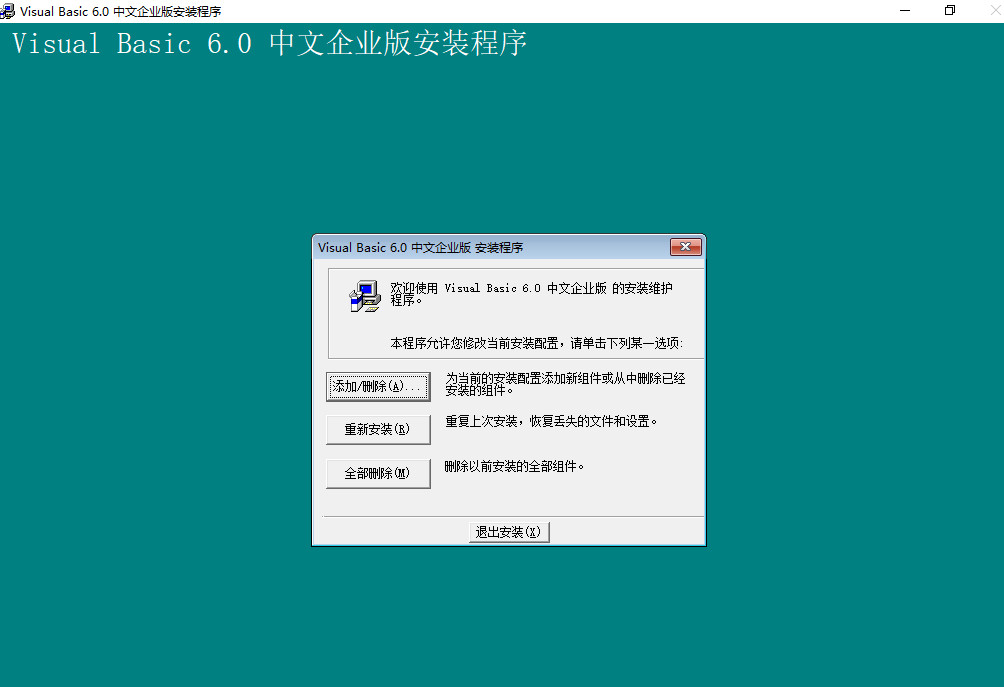 Visual Basic 6.0 中文企业版安装程序
Visual Basic 6.0 中文企业版安装程序
Visual Basic 6.0 中文企业版 安装程序
欢迎使用 Visual Basic 6.0 中文企业版 的安装维护
程序。
本程序允许您修改当前安装配置，请单击下列某一选项:
添加/删除(A)...
为当前的安装配置添加新组件或从中删除已经
安装的组件。
重新安装(R)
重复上次安装，恢复丢失的文件和设置。
全部删除(M)
删除以前安装的全部组件。
退出安装(X)